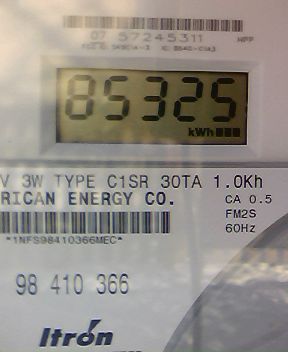 07 57245311
85325
kWh
V 3W TYPE C1SR 30TA 1.0Kh
RICAN ENERGY CO.
CA 0.5
FM2S
60Hz
*1NFS98410366MEC*
98 410 366
Itrón